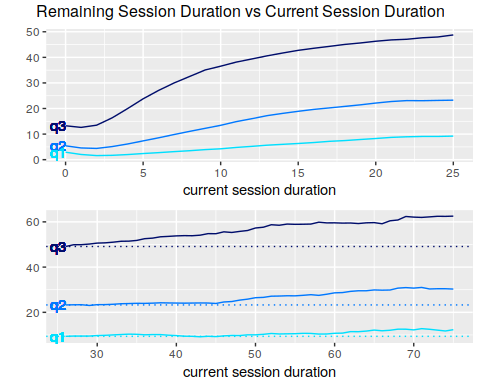 Remaining Session Duration vs Current Session Duration
50
40
30
20
10
0
q3
q2
q1
0 5 10 15 20 25
current session duration
60
40
20
q3
q2
q1
30 40 50 60 70
current session duration